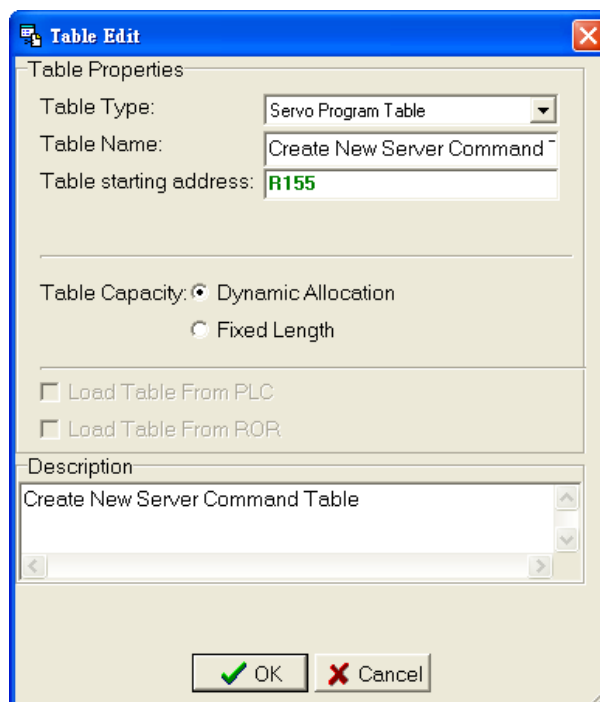 Table Edit
Table Properties
Table Type: Servo Program Table
Table Name: Create New Server Command
Table starting address: R155
Table Capacity: Dynamic Allocation
Fixed Length
Load Table From PLC
Load Table From ROR
Description
Create New Server Command Table
OK Cancel